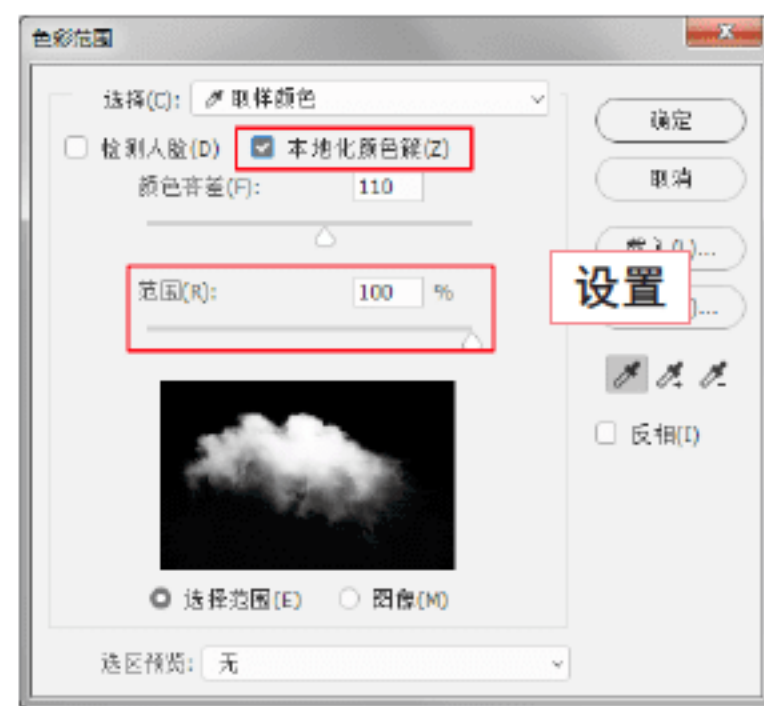 色彩范围
选择(C): 取样颜色
检测人脸(D) 本地化颜色簇(Z)
颜色容差(F): 110
范围(R): 100 %
选择范围(E) 图像(M)
选区预览: 无
确定
取消
载入(L)...
设置
)...
反相(I)